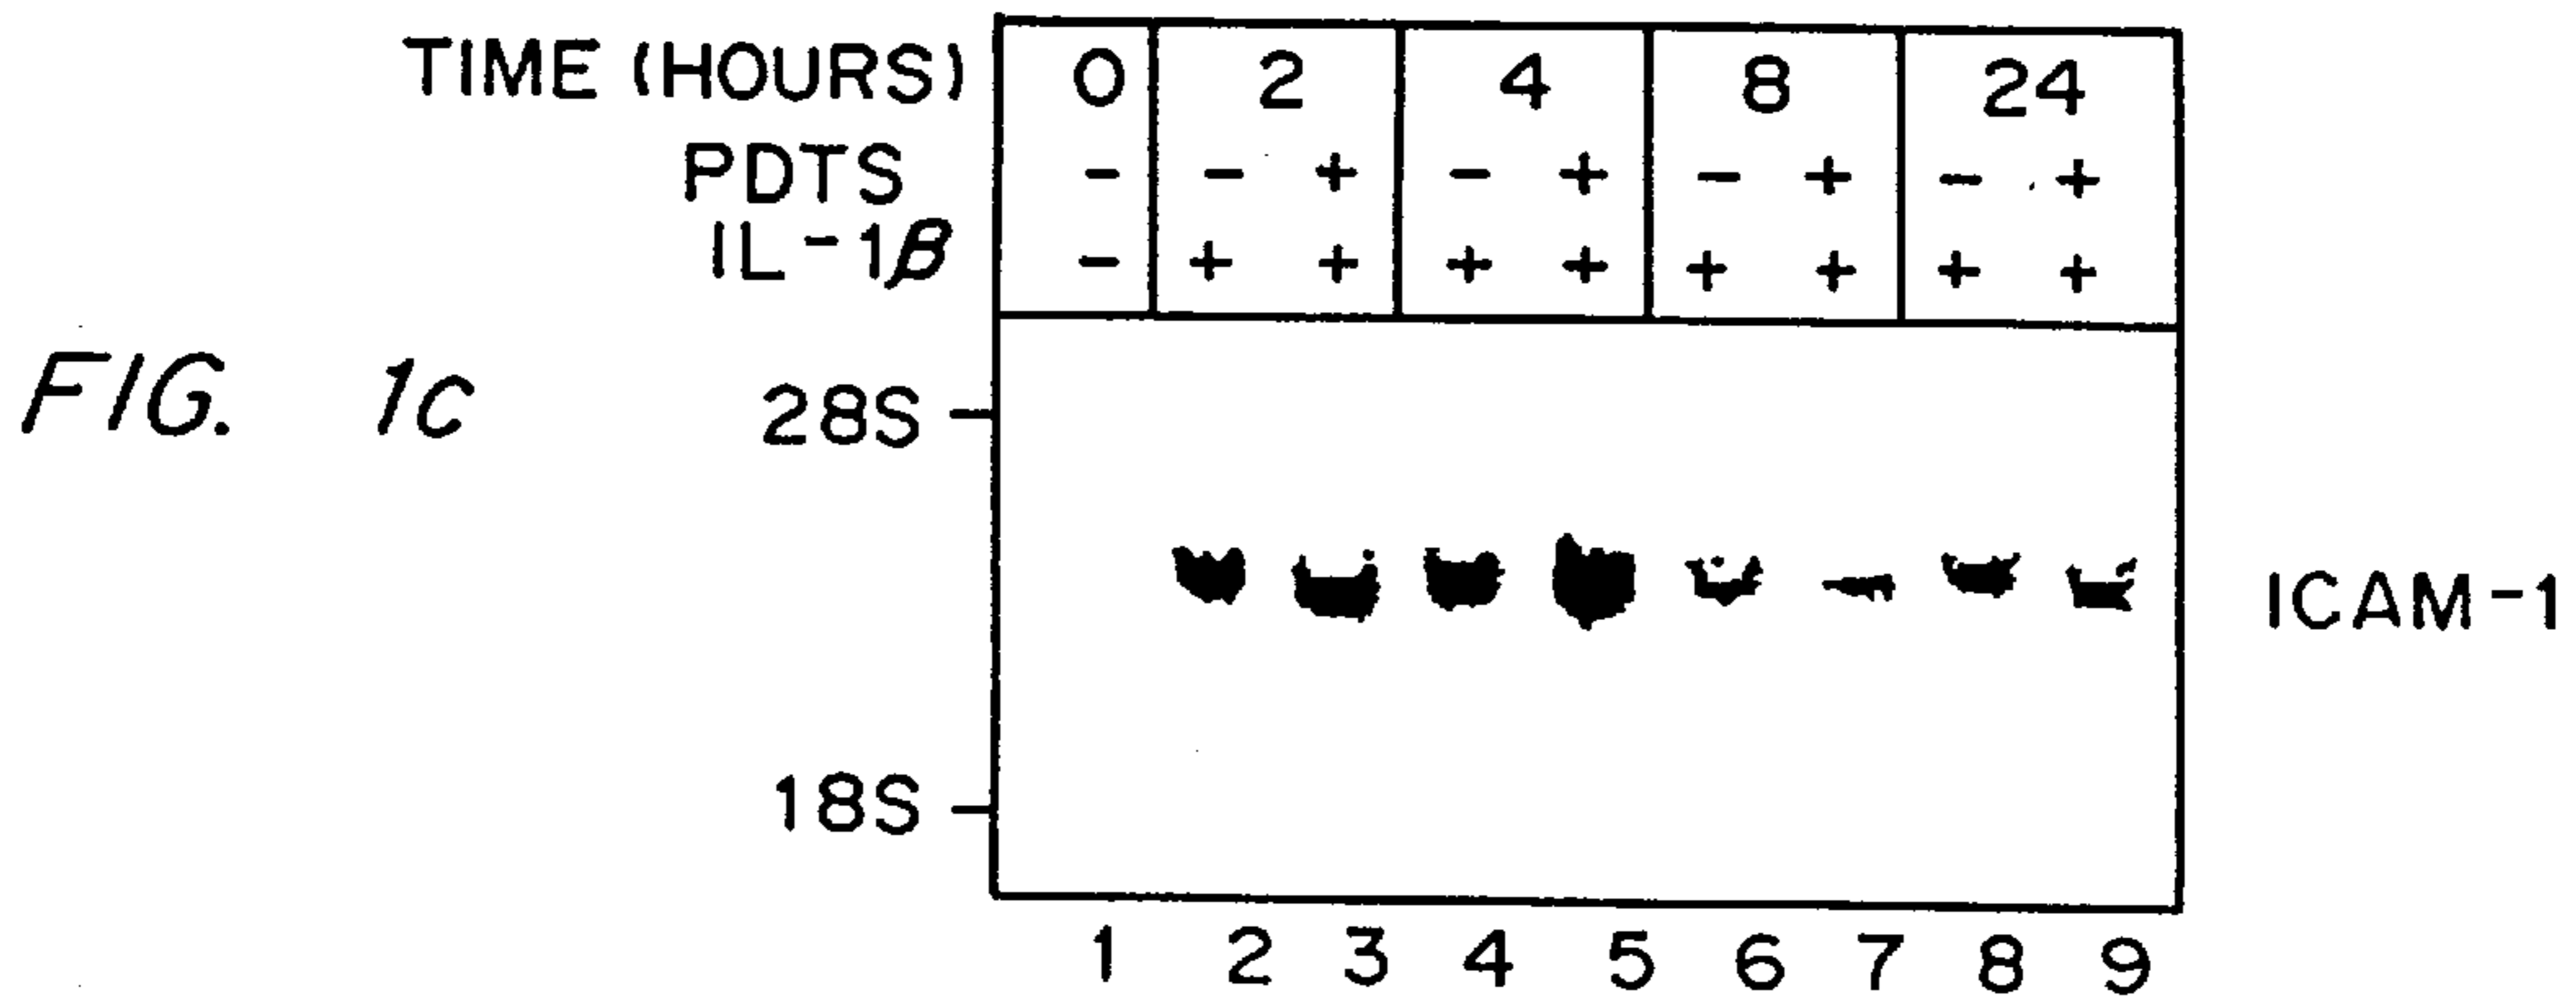 TIME (HOURS) 0 2 4 8 24
PDTS - - + - + - + - +
IL-1β - + + + + + + + +
FIG. 1c
28S
ICAM-1
18S
1 2 3 4 5 6 7 8 9